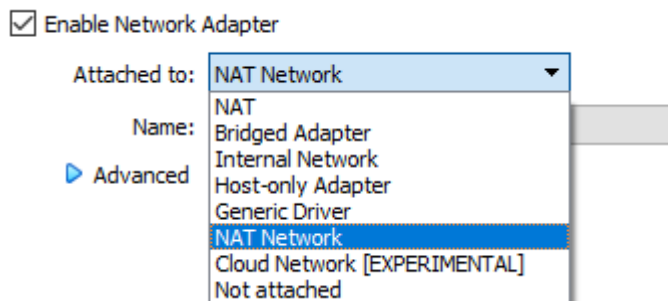 Enable Network Adapter
Attached to: NAT Network
NAT
Name:
Bridged Adapter
Internal Network
Advanced
Host-only Adapter
Generic Driver
NAT Network
Cloud Network [EXPERIMENTAL]
Not attached